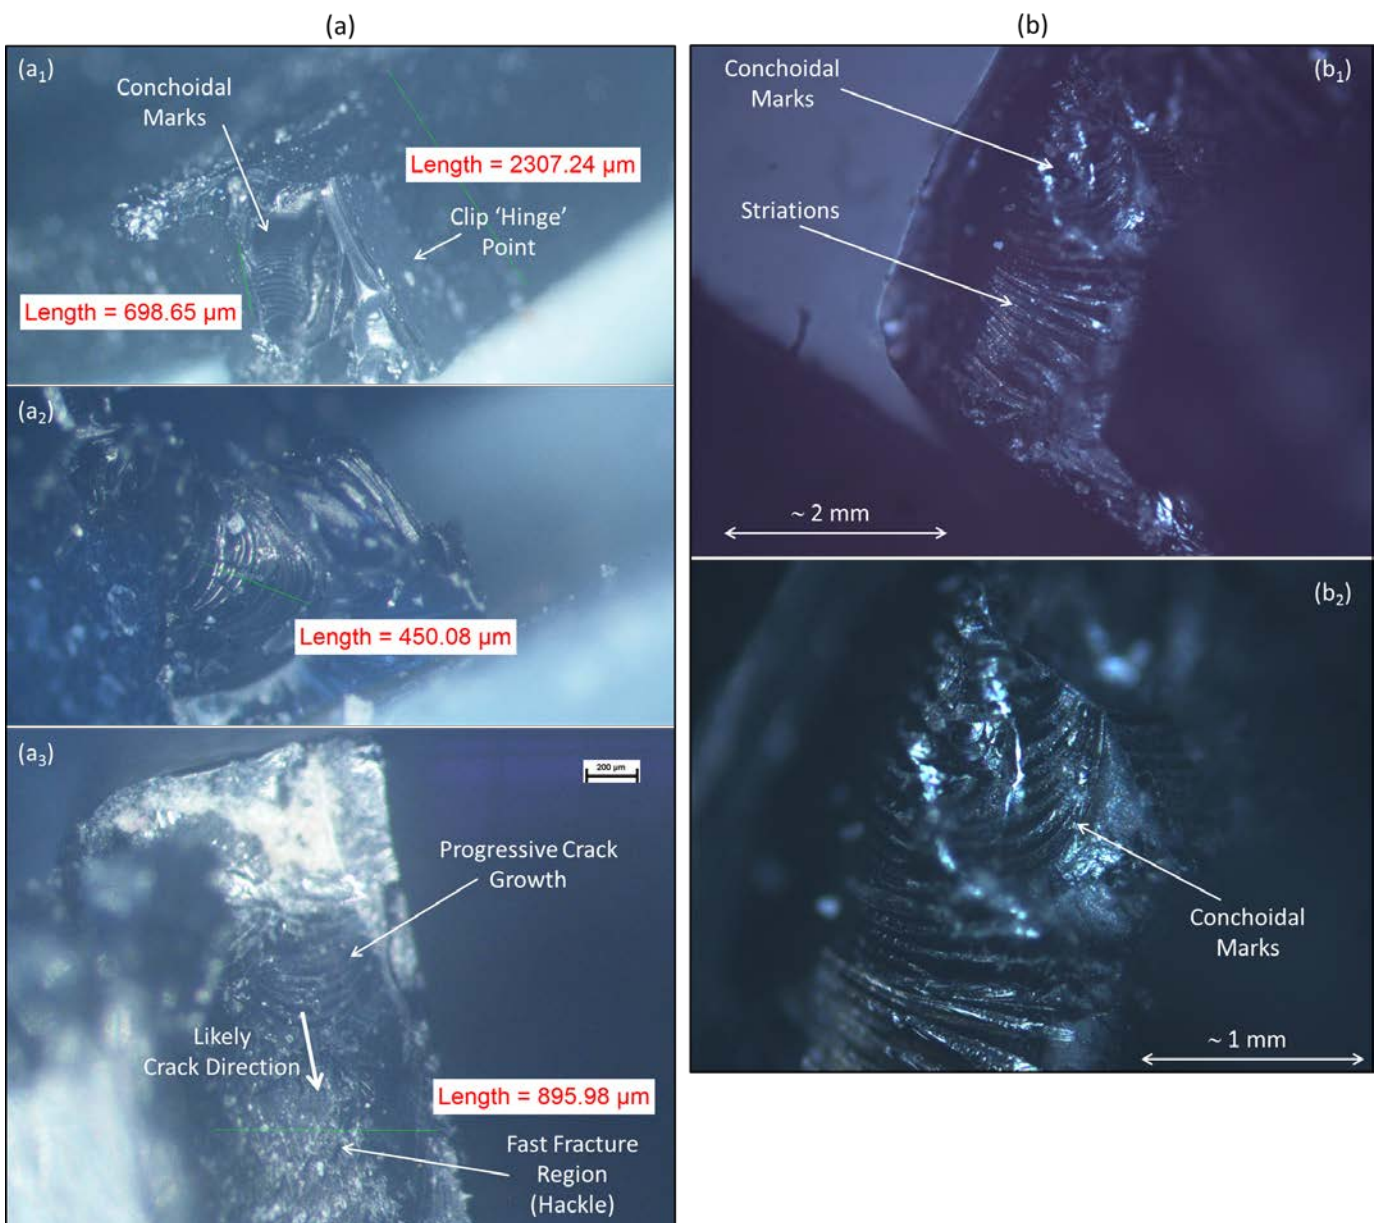 (a)
(a₁)
Conchoidal
Marks
Length = 2307.24 µm
Clip ‘Hinge’
Point
Length = 698.65 µm
(a₂)
Length = 450.08 µm
(a₃)
200 µm
Progressive Crack
Growth
Likely
Crack Direction
Length = 895.98 µm
Fast Fracture
Region
(Hackle)
(b)
(b₁)
Conchoidal
Marks
Striations
~ 2 mm
(b₂)
Conchoidal
Marks
~ 1 mm